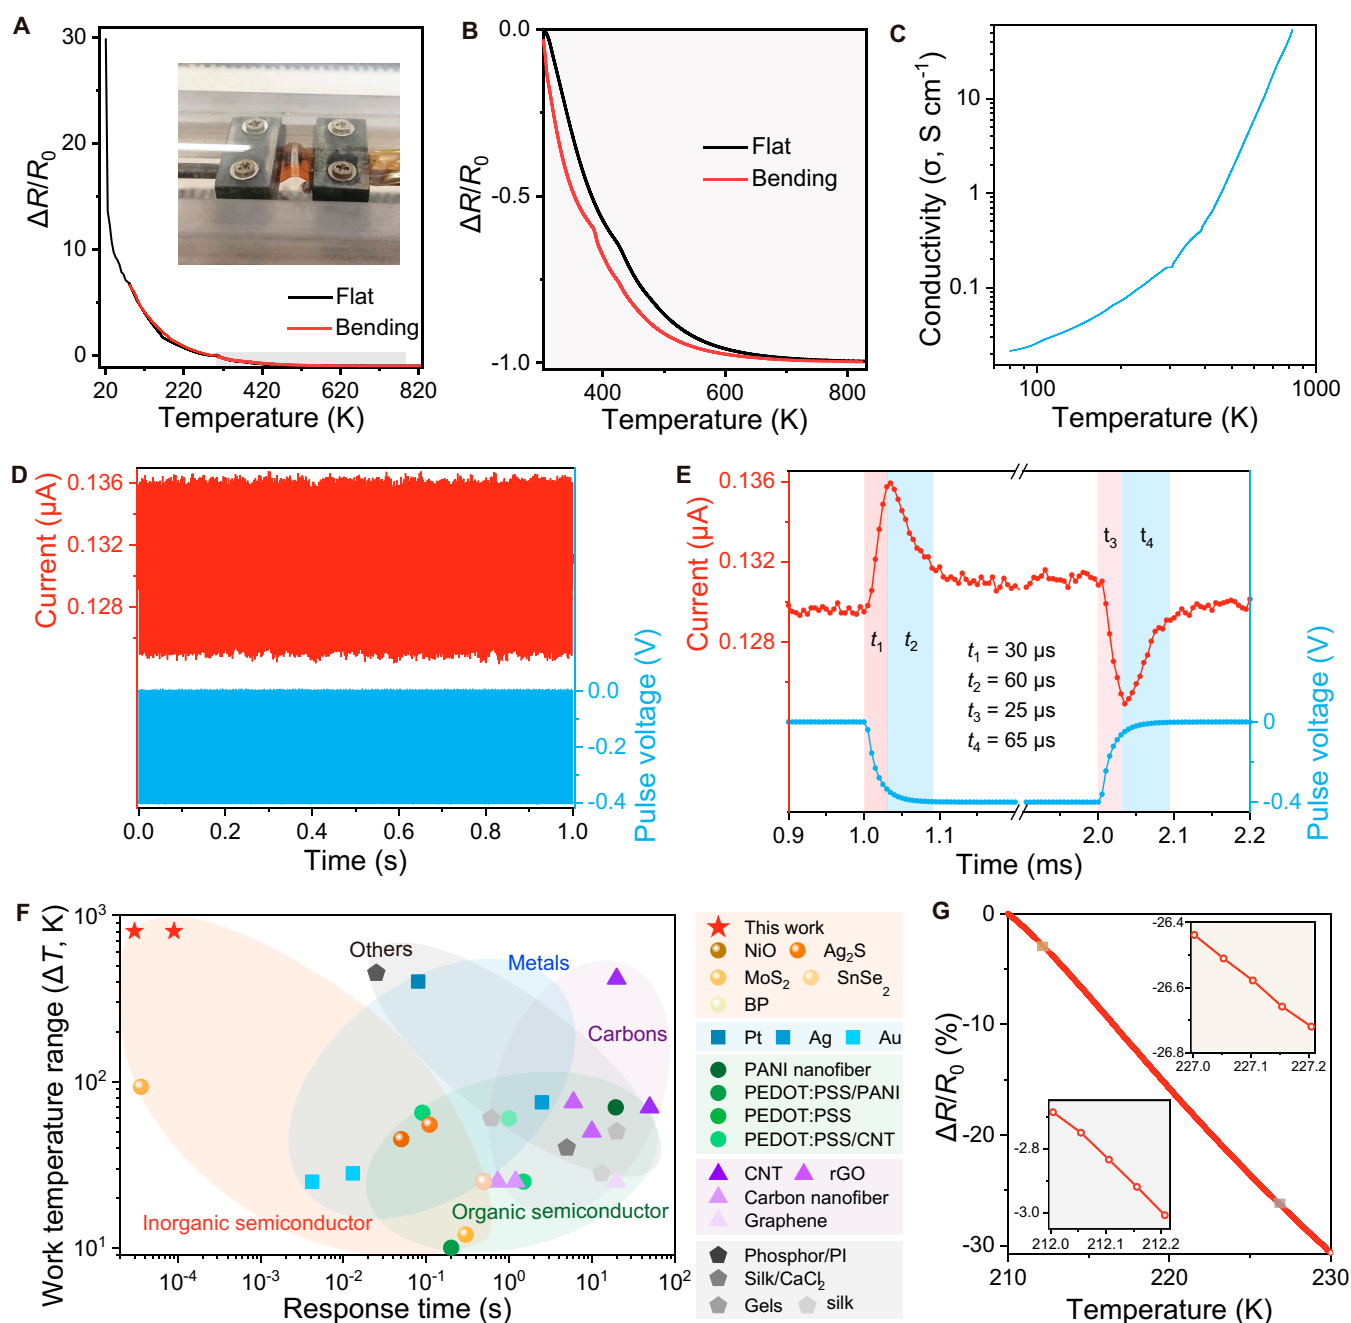 A
30
20
10
0
ΔR/R0
Flat
Bending
20
220
420
620
820
Temperature (K)
B
0.0
-0.5
-1.0
ΔR/R0
Flat
Bending
400
600
800
Temperature (K)
C
10
1
0.1
Conductivity (σ, S cm-1)
100
1000
Temperature (K)
D
0.136
0.132
0.128
Current (μA)
0.0
-0.2
-0.4
Pulse voltage (V)
0.0
0.2
0.4
0.6
0.8
1.0
Time (s)
E
0.136
0.132
0.128
Current (μA)
t1
t2
t3
t4
t1 = 30 μs
t2 = 60 μs
t3 = 25 μs
t4 = 65 μs
0
-0.4
Pulse voltage (V)
0.9
1.0
1.1
2.0
2.1
2.2
Time (ms)
F
10^3
10^2
10^1
Work temperature range (ΔT, K)
Others
Metals
Carbons
Inorganic semiconductor
Organic semiconductor
10^-4
10^-3
10^-2
10^-1
10^0
10^1
10^2
Response time (s)
This work
NiO Ag2S
MoS2 SnSe2
BP
Pt Ag Au
PANI nanofiber
PEDOT:PSS/PANI
PEDOT:PSS
PEDOT:PSS/CNT
CNT rGO
Carbon nanofiber
Graphene
Phosphor/PI
Silk/CaCl2
Gels silk
G
0
-10
-20
-30
ΔR/R0 (%)
-26.4
-26.6
-26.8
227.0
227.1
227.2
-2.8
-3.0
212.0
212.1
212.2
210
220
230
Temperature (K)